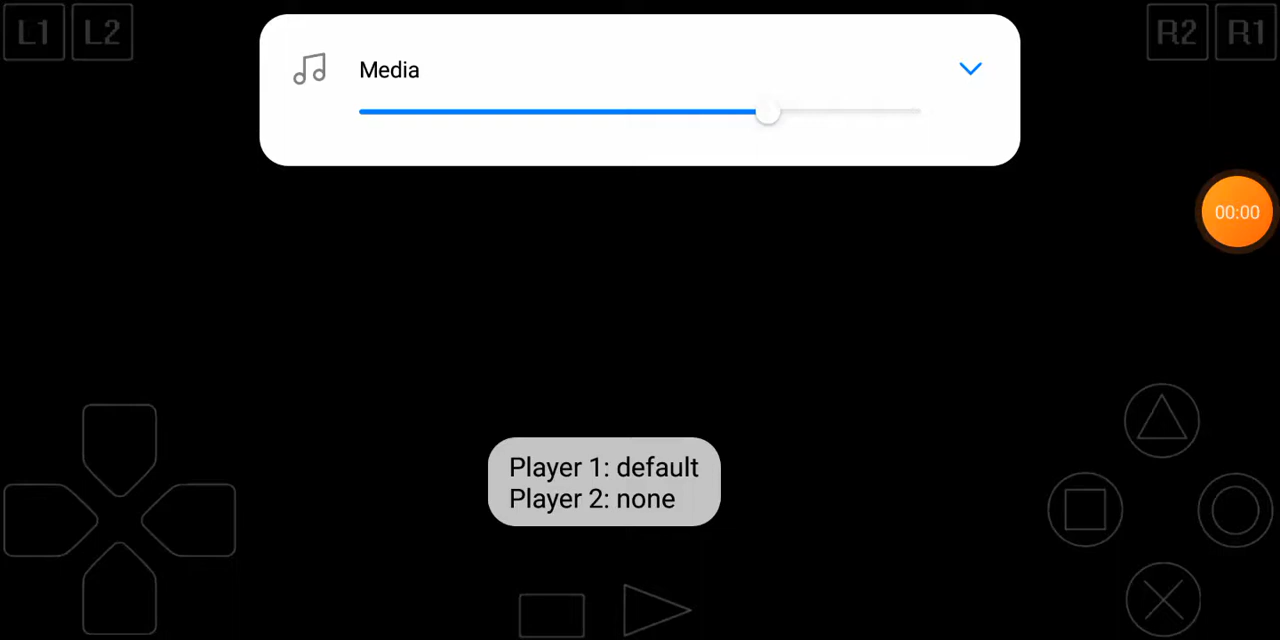 L1 L2 R2 R1
Media
00:00
Player 1: default
Player 2: none